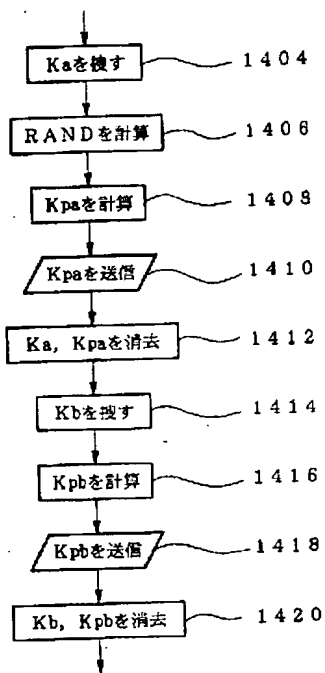 Kaを捜す 1404
RANDを計算 1406
Kpaを計算 1408
Kpaを送信 1410
Ka, Kpaを消去 1412
Kbを捜す 1414
Kpbを計算 1416
Kpbを送信 1418
Kb, Kpbを消去 1420